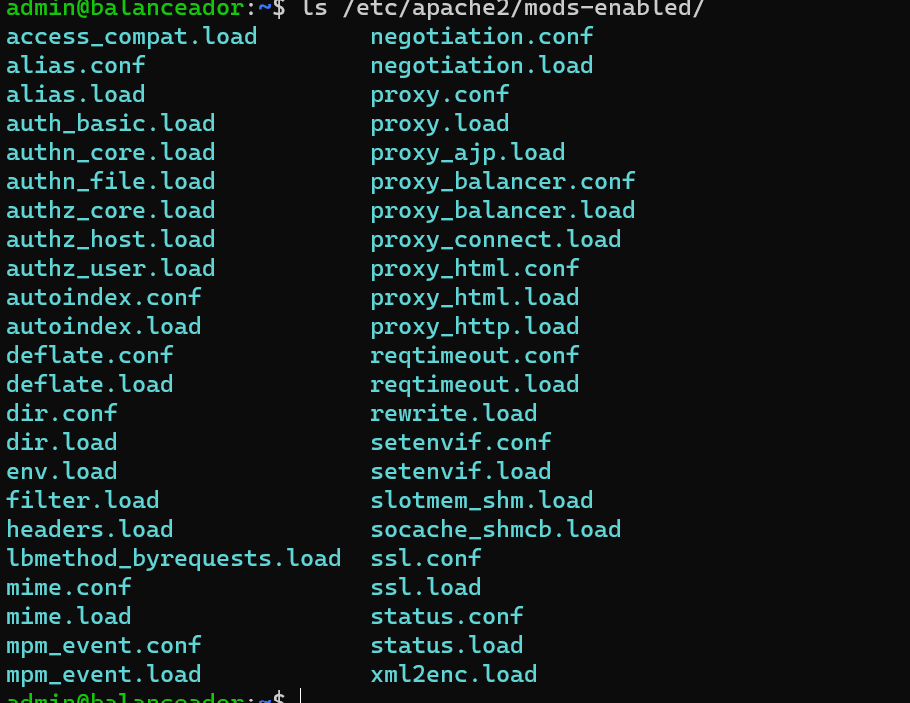 admin@balanceador:~$ ls /etc/apache2/mods-enabled/
access_compat.load negotiation.conf
alias.conf negotiation.load
alias.load proxy.conf
auth_basic.load proxy.load
authn_core.load proxy_ajp.load
authn_file.load proxy_balancer.conf
authz_core.load proxy_balancer.load
authz_host.load proxy_connect.load
authz_user.load proxy_html.conf
autoindex.conf proxy_html.load
autoindex.load proxy_http.load
deflate.conf reqtimeout.conf
deflate.load reqtimeout.load
dir.conf rewrite.load
dir.load setenvif.conf
env.load setenvif.load
filter.load slotmem_shm.load
headers.load socache_shmcb.load
lbmethod_byrequests.load ssl.conf
mime.conf ssl.load
mime.load status.conf
mpm_event.conf status.load
mpm_event.load xml2enc.load
admin@balanceador:~$